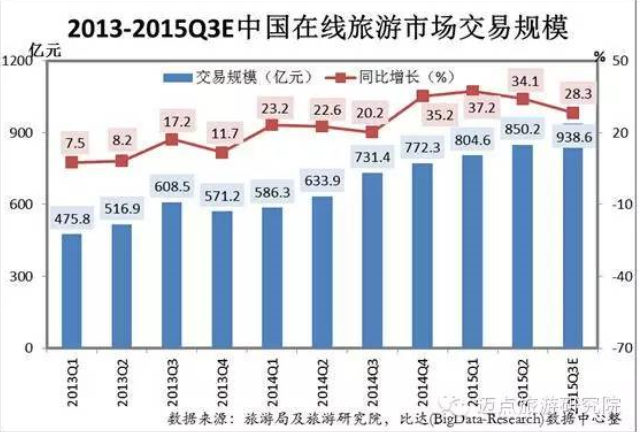 2013-2015Q3E中国在线旅游市场交易规模
亿元 %
交易规模（亿元） 同比增长（%）
1200 900 600 300 0
50 20 -10 -40 -70
7.5 8.2 17.2 11.7 23.2 22.6 20.2 35.2 37.2 34.1 28.3
475.8 516.9 608.5 571.2 586.3 633.9 731.4 772.3 804.6 850.2 938.6
2013Q1 2013Q2 2013Q3 2013Q4 2014Q1 2014Q2 2014Q3 2014Q4 2015Q1 2015Q2 2015Q3E
迈点旅游研究院
数据来源：旅游局及旅游研究院，比达(BigData-Research)数据中心整